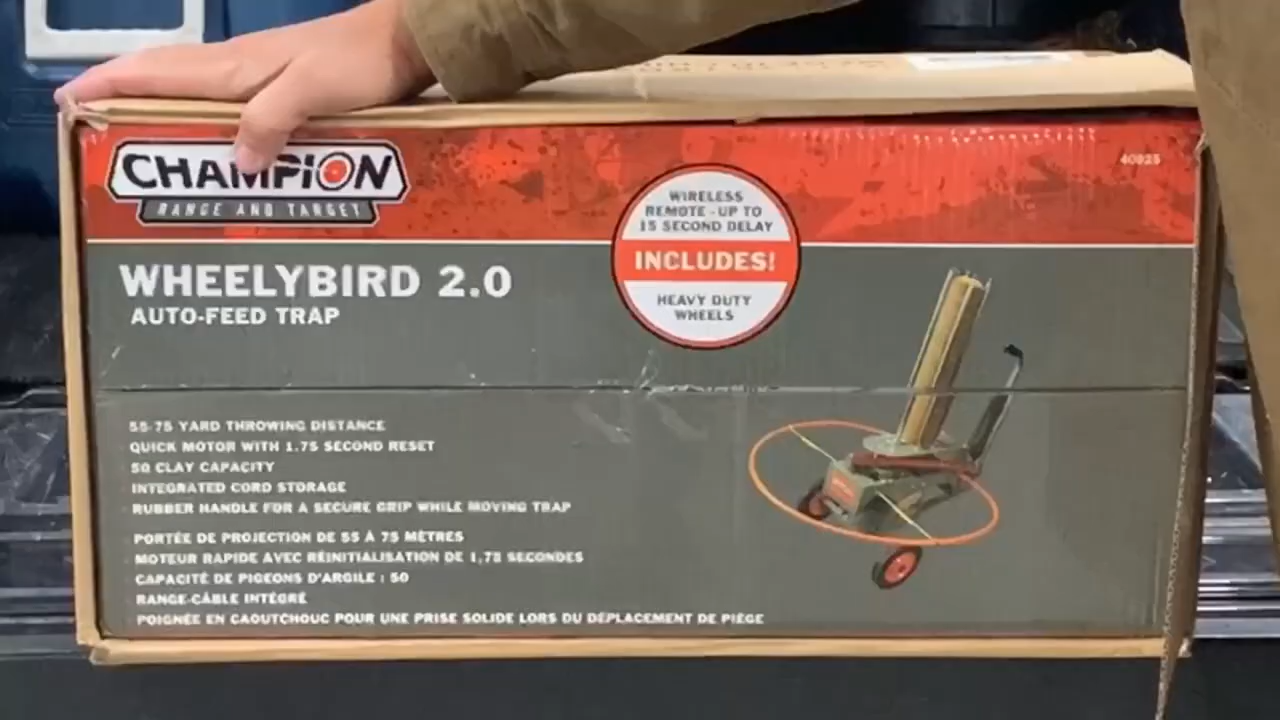 CHAMPION
RANGE AND TARGET
40925
WIRELESS
REMOTE - UP TO
15 SECOND DELAY
INCLUDES!
HEAVY DUTY
WHEELS
WHEELYBIRD 2.0
AUTO-FEED TRAP
55-75 YARD THROWING DISTANCE
QUICK MOTOR WITH 1.75 SECOND RESET
50 CLAY CAPACITY
INTEGRATED CORD STORAGE
RUBBER HANDLE FOR A SECURE GRIP WHILE MOVING TRAP
PORTÉE DE PROJECTION DE 55 À 75 MÈTRES
MOTEUR RAPIDE AVEC RÉINITIALISATION DE 1,75 SECONDES
CAPACITÉ DE PIGEONS D'ARGILE : 50
RANGE-CÂBLE INTÉGRÉ
POIGNÉE EN CAOUTCHOUC POUR UNE PRISE SOLIDE LORS DU DÉPLACEMENT DE PIÈGE